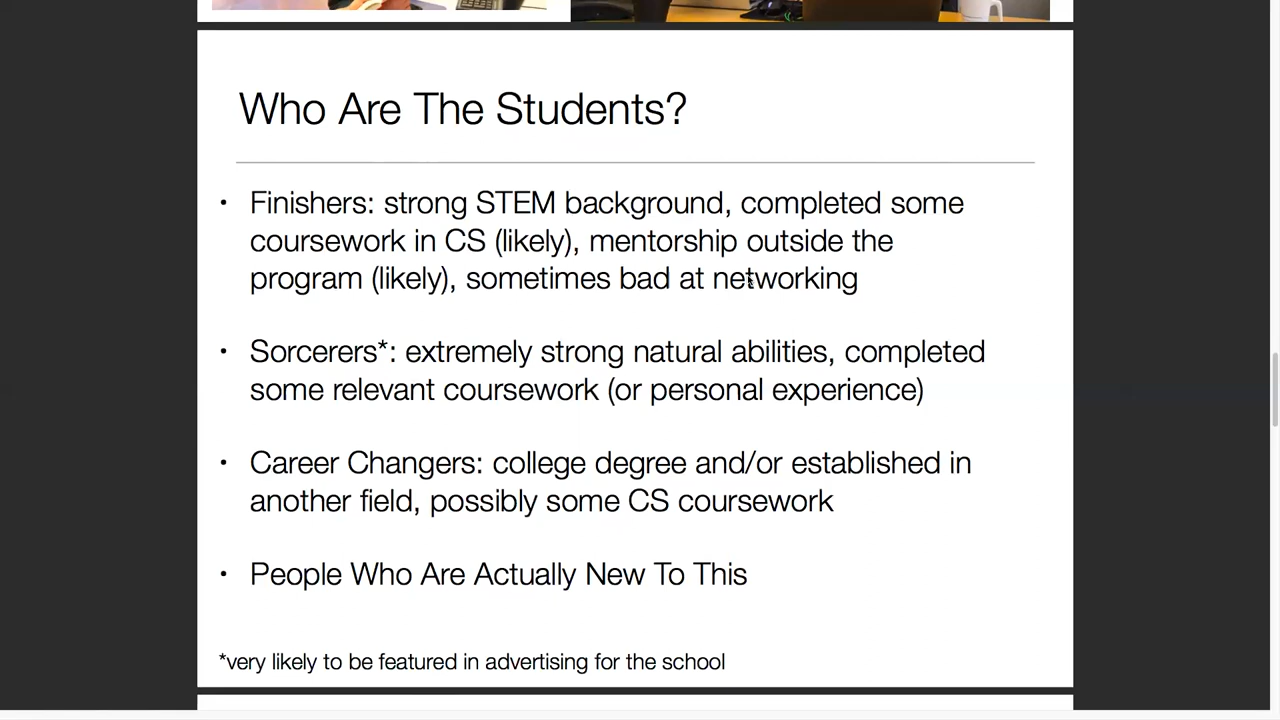 Who Are The Students?
• Finishers: strong STEM background, completed some
coursework in CS (likely), mentorship outside the
program (likely), sometimes bad at networking
• Sorcerers*: extremely strong natural abilities, completed
some relevant coursework (or personal experience)
• Career Changers: college degree and/or established in
another field, possibly some CS coursework
• People Who Are Actually New To This
*very likely to be featured in advertising for the school